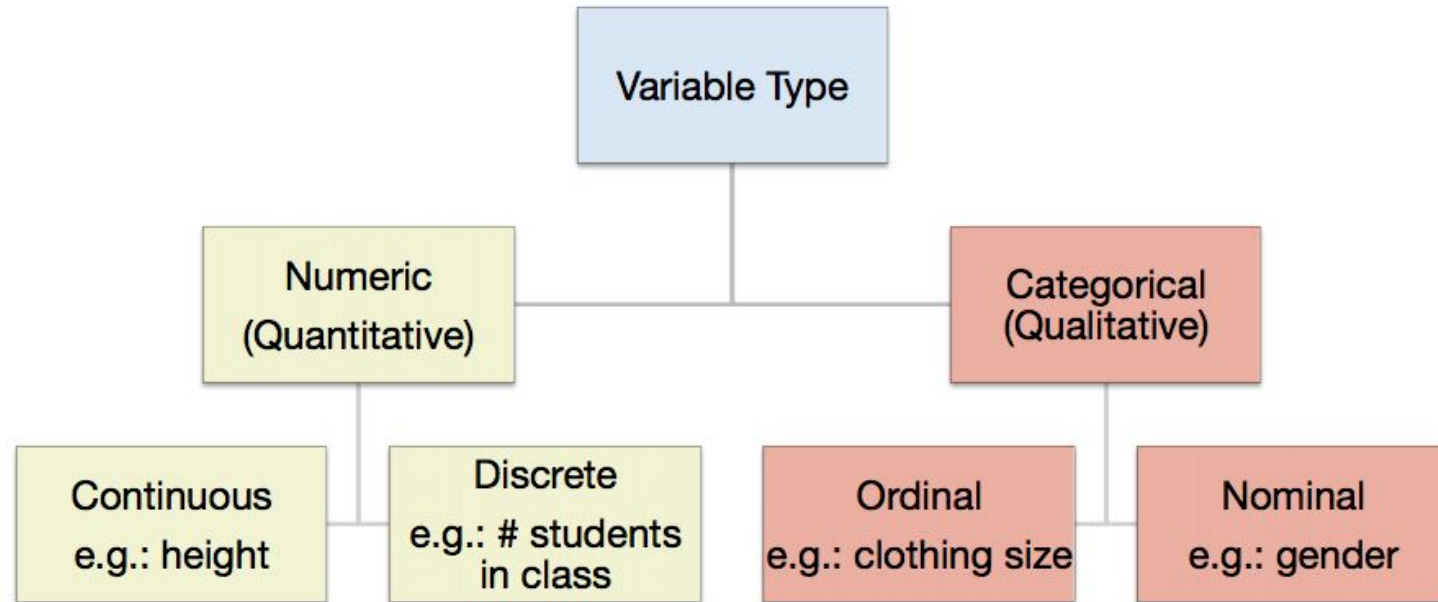 Variable Type
Numeric
(Quantitative)
Categorical
(Qualitative)
Continuous
e.g.: height
Discrete
e.g.: # students
in class
Ordinal
e.g.: clothing size
Nominal
e.g.: gender